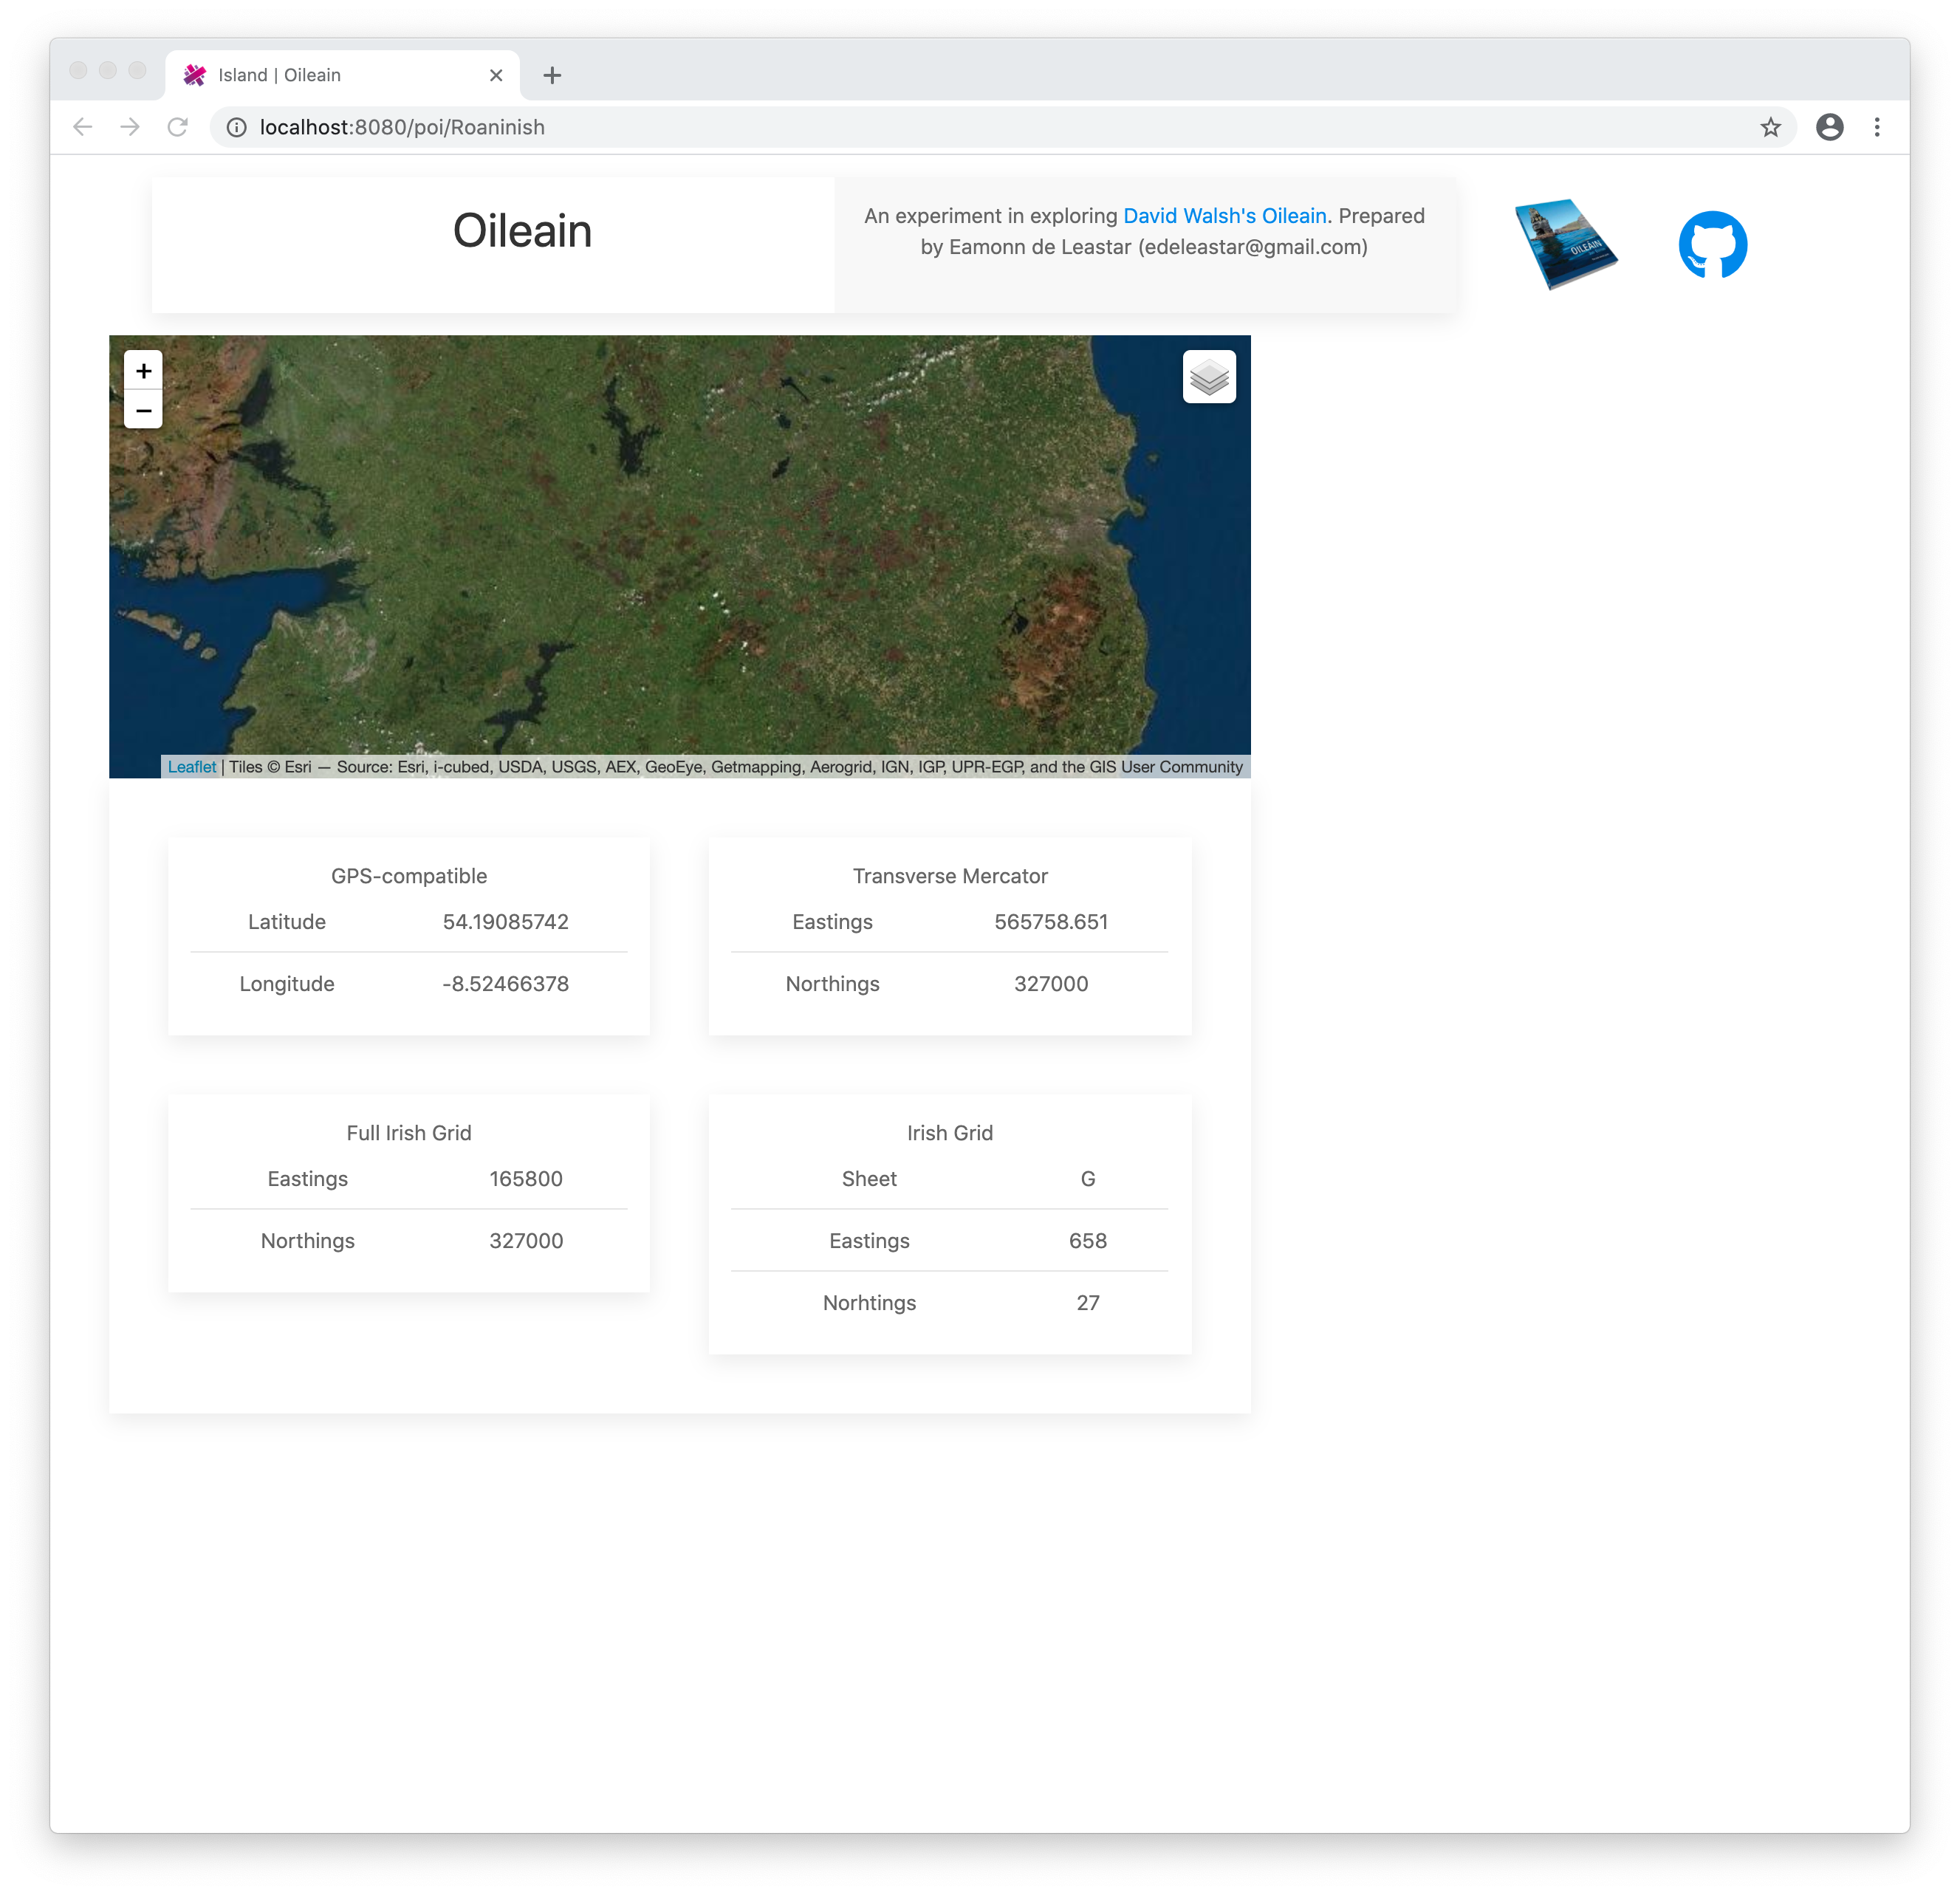 Island | Oileain
localhost:8080/poi/Roaninish
Oileain
An experiment in exploring David Walsh's Oileain. Prepared
by Eamonn de Leastar (edeleastar@gmail.com)
OILEÁIN
+
−
Leaflet | Tiles © Esri — Source: Esri, i-cubed, USDA, USGS, AEX, GeoEye, Getmapping, Aerogrid, IGN, IGP, UPR-EGP, and the GIS User Community
GPS-compatible
Latitude 54.19085742
Longitude -8.52466378
Transverse Mercator
Eastings 565758.651
Northings 327000
Full Irish Grid
Eastings 165800
Northings 327000
Irish Grid
Sheet G
Eastings 658
Norhtings 27